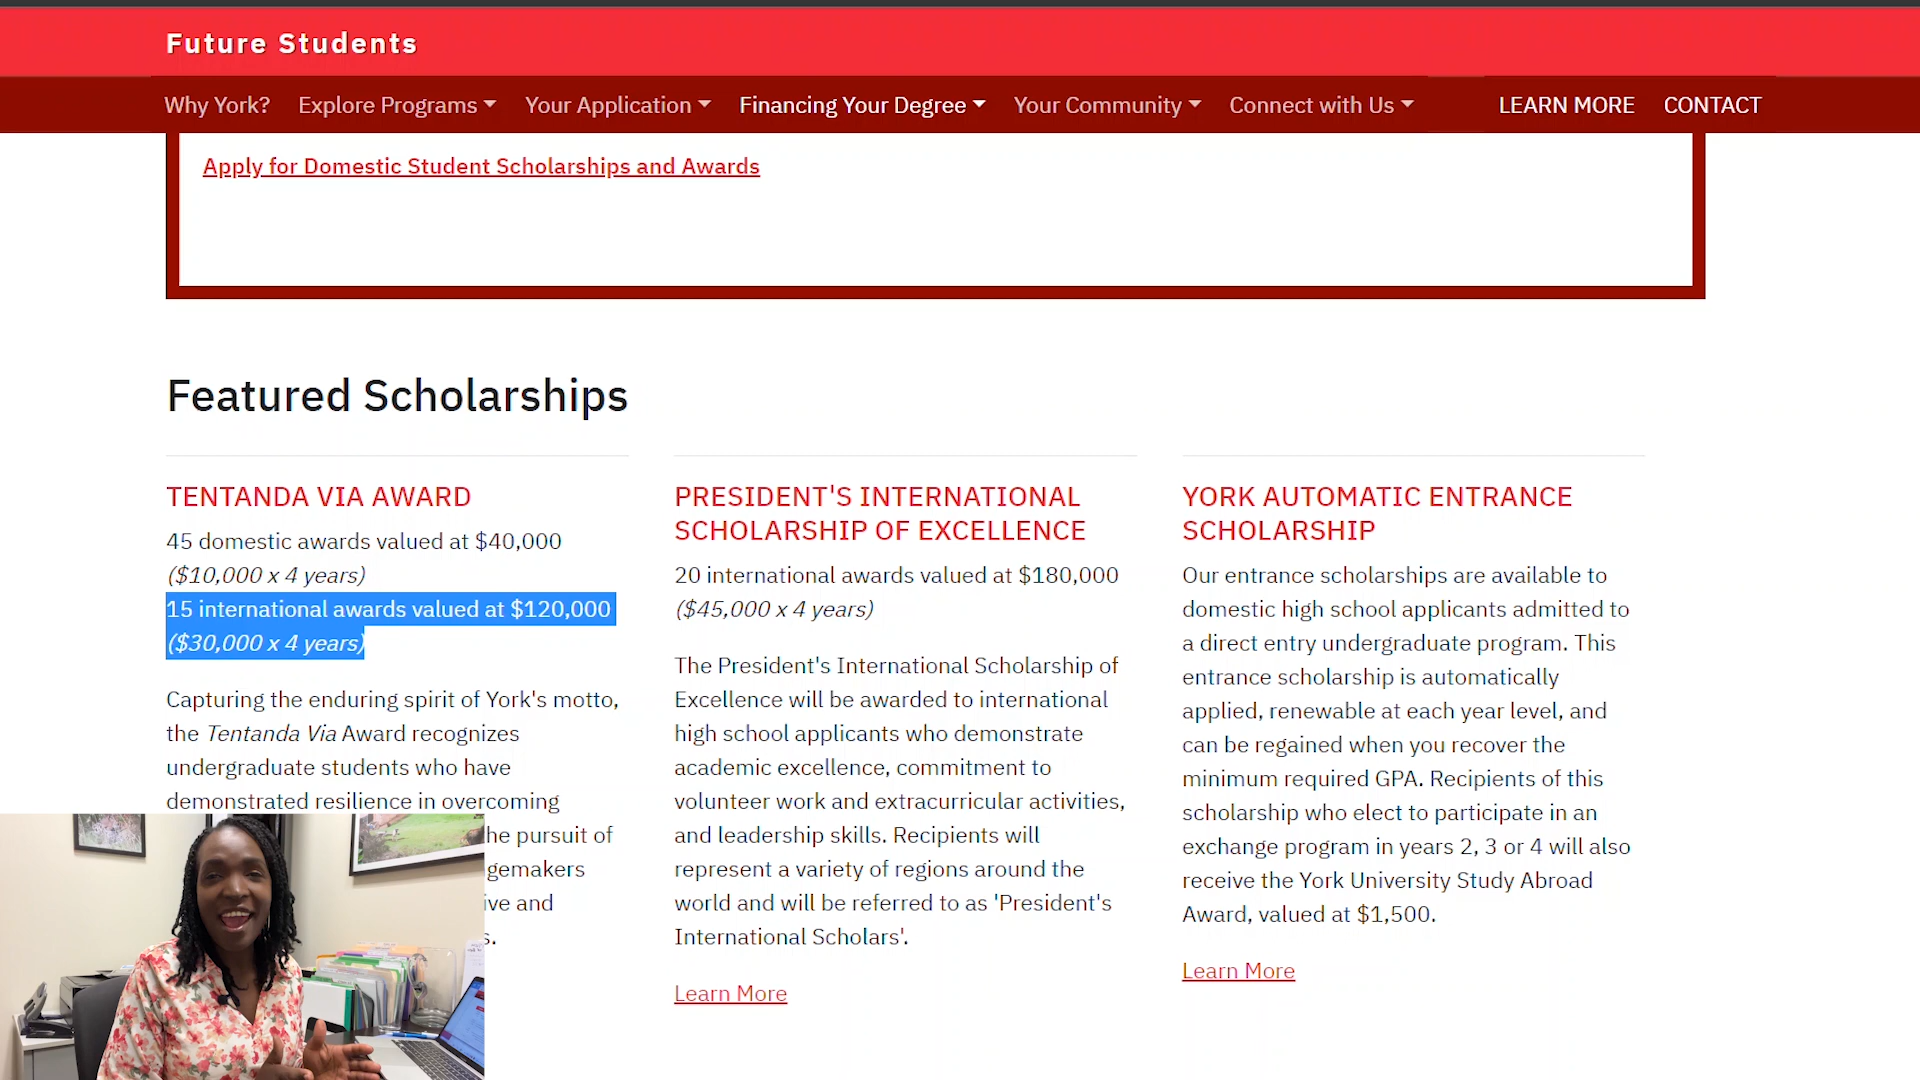 Future Students
Why York? Explore Programs Your Application Financing Your Degree Your Community Connect with Us LEARN MORE CONTACT
Apply for Domestic Student Scholarships and Awards
Featured Scholarships
TENTANDA VIA AWARD
45 domestic awards valued at $40,000
($10,000 x 4 years)
15 international awards valued at $120,000
($30,000 x 4 years)
Capturing the enduring spirit of York's motto,
the Tentanda Via Award recognizes
undergraduate students who have
demonstrated resilience in overcoming
he pursuit of
gemakers
ive and
s.
PRESIDENT'S INTERNATIONAL
SCHOLARSHIP OF EXCELLENCE
20 international awards valued at $180,000
($45,000 x 4 years)
The President's International Scholarship of
Excellence will be awarded to international
high school applicants who demonstrate
academic excellence, commitment to
volunteer work and extracurricular activities,
and leadership skills. Recipients will
represent a variety of regions around the
world and will be referred to as 'President's
International Scholars'.
Learn More
YORK AUTOMATIC ENTRANCE
SCHOLARSHIP
Our entrance scholarships are available to
domestic high school applicants admitted to
a direct entry undergraduate program. This
entrance scholarship is automatically
applied, renewable at each year level, and
can be regained when you recover the
minimum required GPA. Recipients of this
scholarship who elect to participate in an
exchange program in years 2, 3 or 4 will also
receive the York University Study Abroad
Award, valued at $1,500.
Learn More